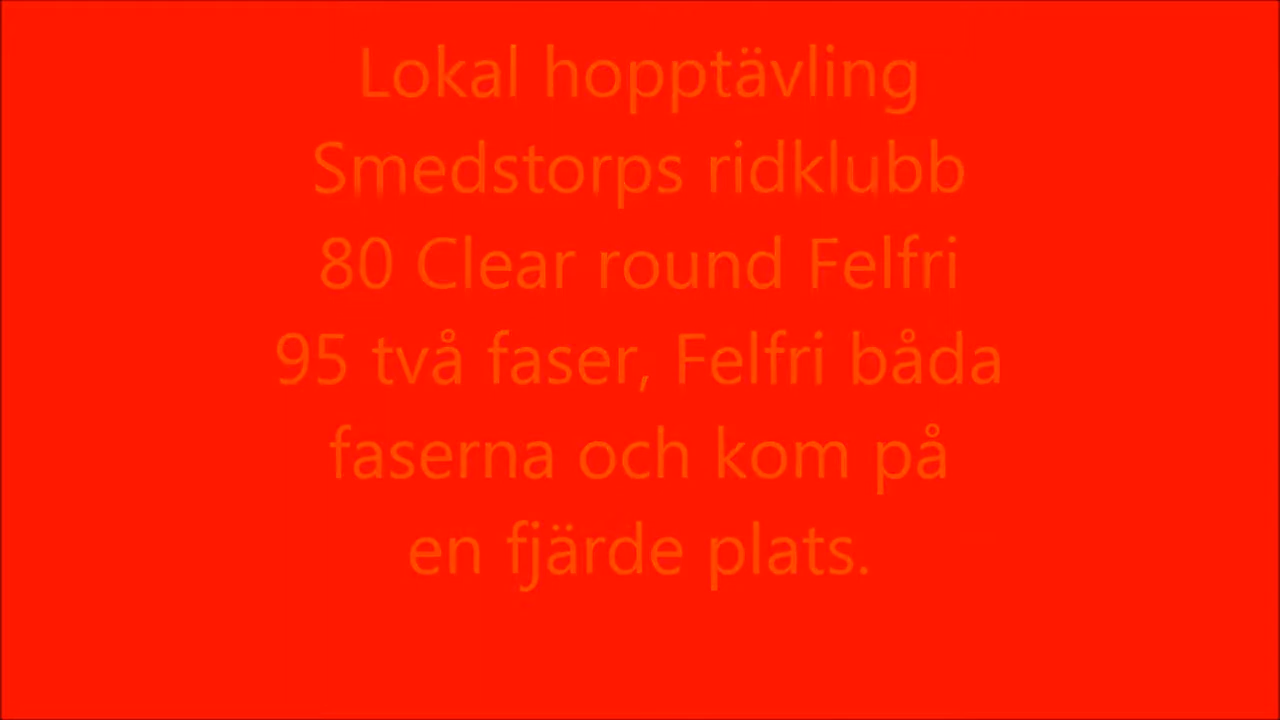 Lokal hopptävling
Smedstorps ridklubb
80 Clear round Felfri
95 två faser, Felfri båda
faserna och kom på
en fjärde plats.